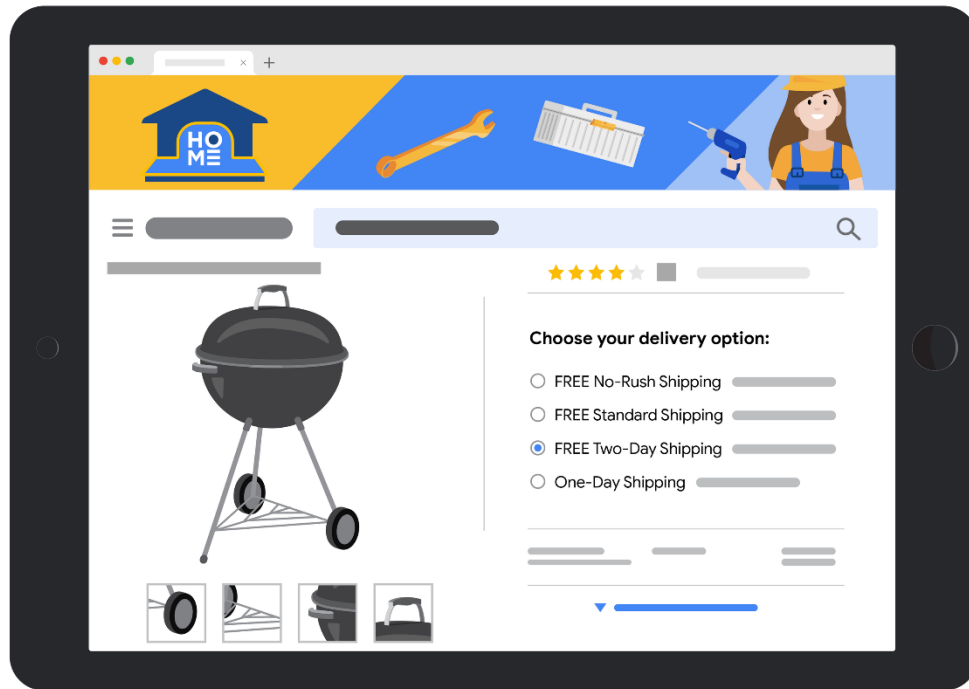 HO
ME
Choose your delivery option:
FREE No-Rush Shipping
FREE Standard Shipping
FREE Two-Day Shipping
One-Day Shipping